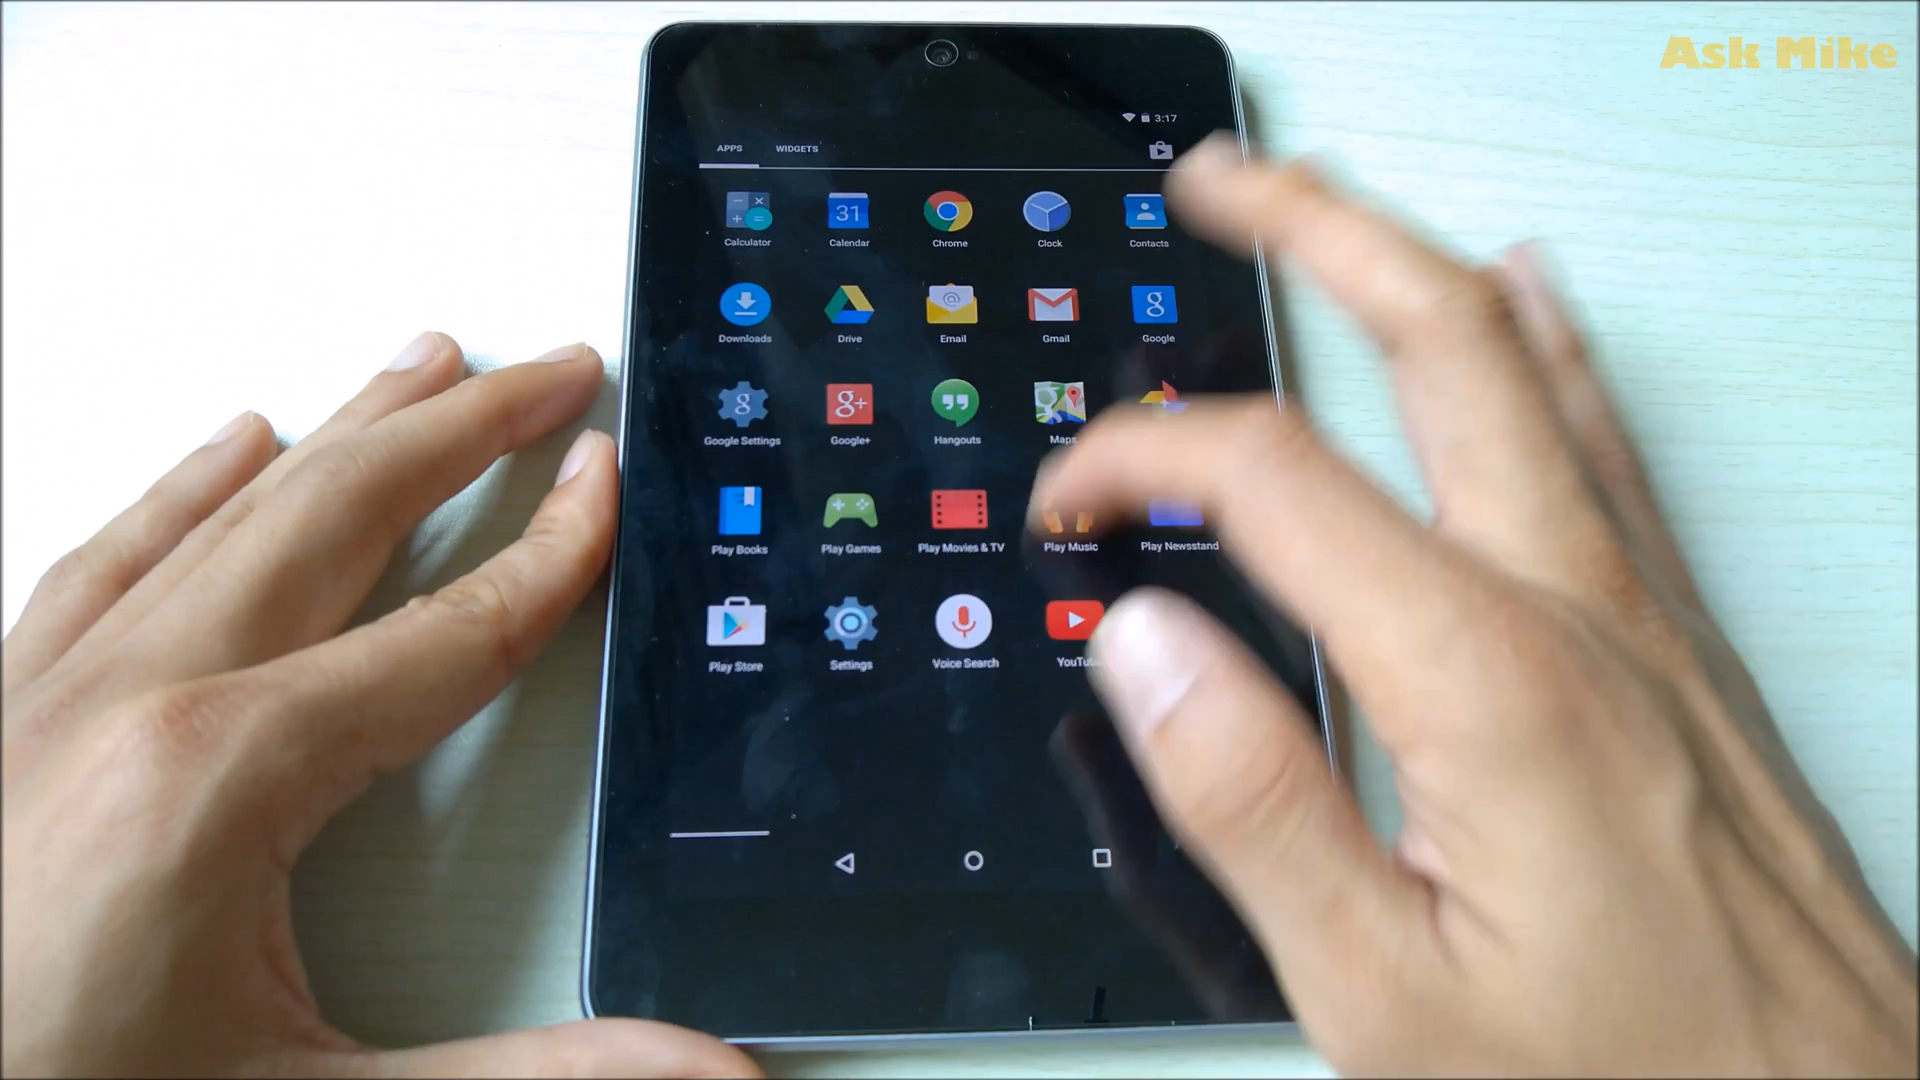 Ask Mike
3:17
APPS WIDGETS
31
Calculator Calendar Chrome Clock Contacts
@ g
Downloads Drive Email Gmail Google
g g+
Google Settings Google+ Hangouts Maps
Play Books Play Games Play Movies & TV Play Music Play Newsstand
Play Store Settings Voice Search